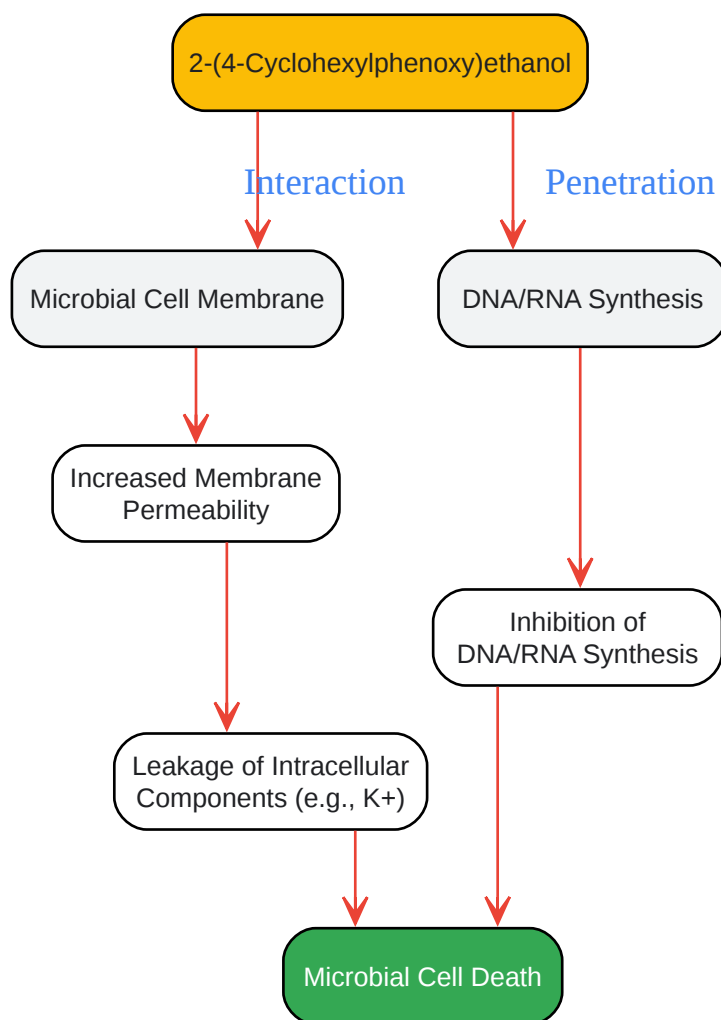 2-(4-Cyclohexylphenoxy)ethanol
Interaction
Penetration
Microbial Cell Membrane
DNA/RNA Synthesis
Increased Membrane
Permeability
Inhibition of
DNA/RNA Synthesis
Leakage of Intracellular
Components (e.g., K+)
Microbial Cell Death